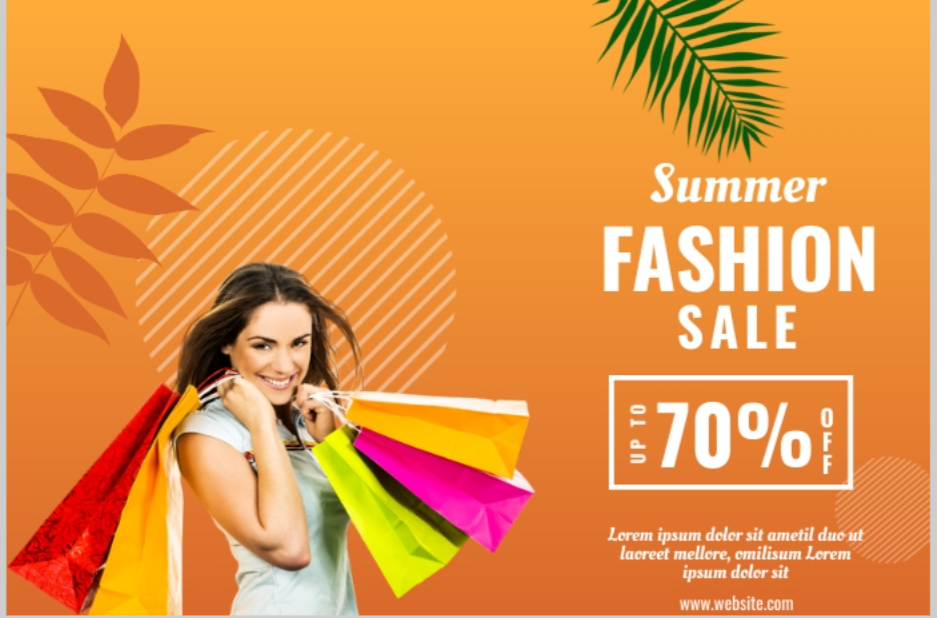 Summer
FASHION
SALE
UP TO 70% OFF
Lorem ipsum dolor sit ametil duo ut
laoreet mellore, omilisum Lorem
ipsum dolor sit
www.website.com